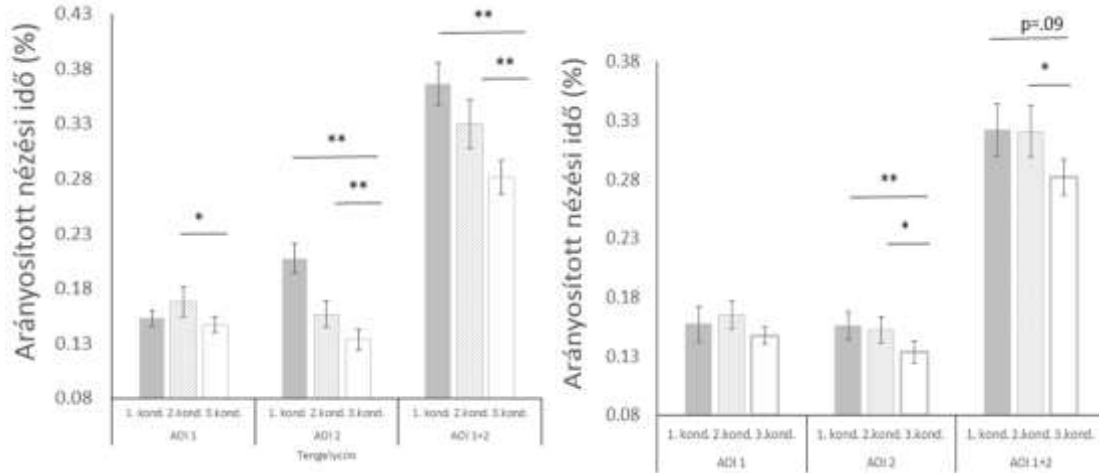 Arányosított nézési idő (%)
0.43
0.38
0.33
0.28
0.23
0.18
0.13
0.08
*
**
**
**
**
1. kond. 2.kond. 3.kond.
1. kond. 2.kond. 3.kond.
1. kond. 2.kond. 3.kond.
AOI 1
AOI 2
AOI 1+2
Tengelycím
Arányosított nézési idő (%)
0.38
0.33
0.28
0.23
0.18
0.13
0.08
**
*
p=.09
*
1. kond. 2.kond. 3.kond.
1. kond. 2.kond. 3.kond.
1. kond. 2.kond. 3.kond.
AOI 1
AOI 2
AOI 1+2